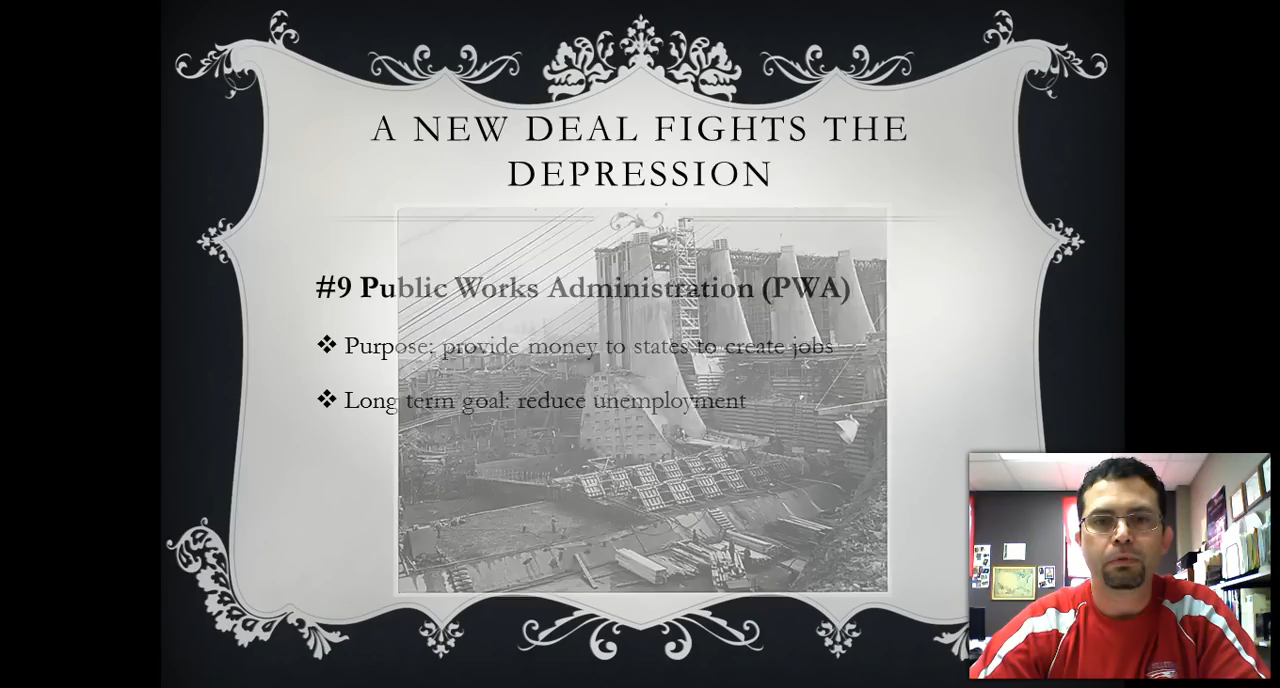 A NEW DEAL FIGHTS THE
DEPRESSION
#9 Public Works Administration (PWA)
❖ Purpose: provide money to states to create jobs
❖ Long term goal: reduce unemployment